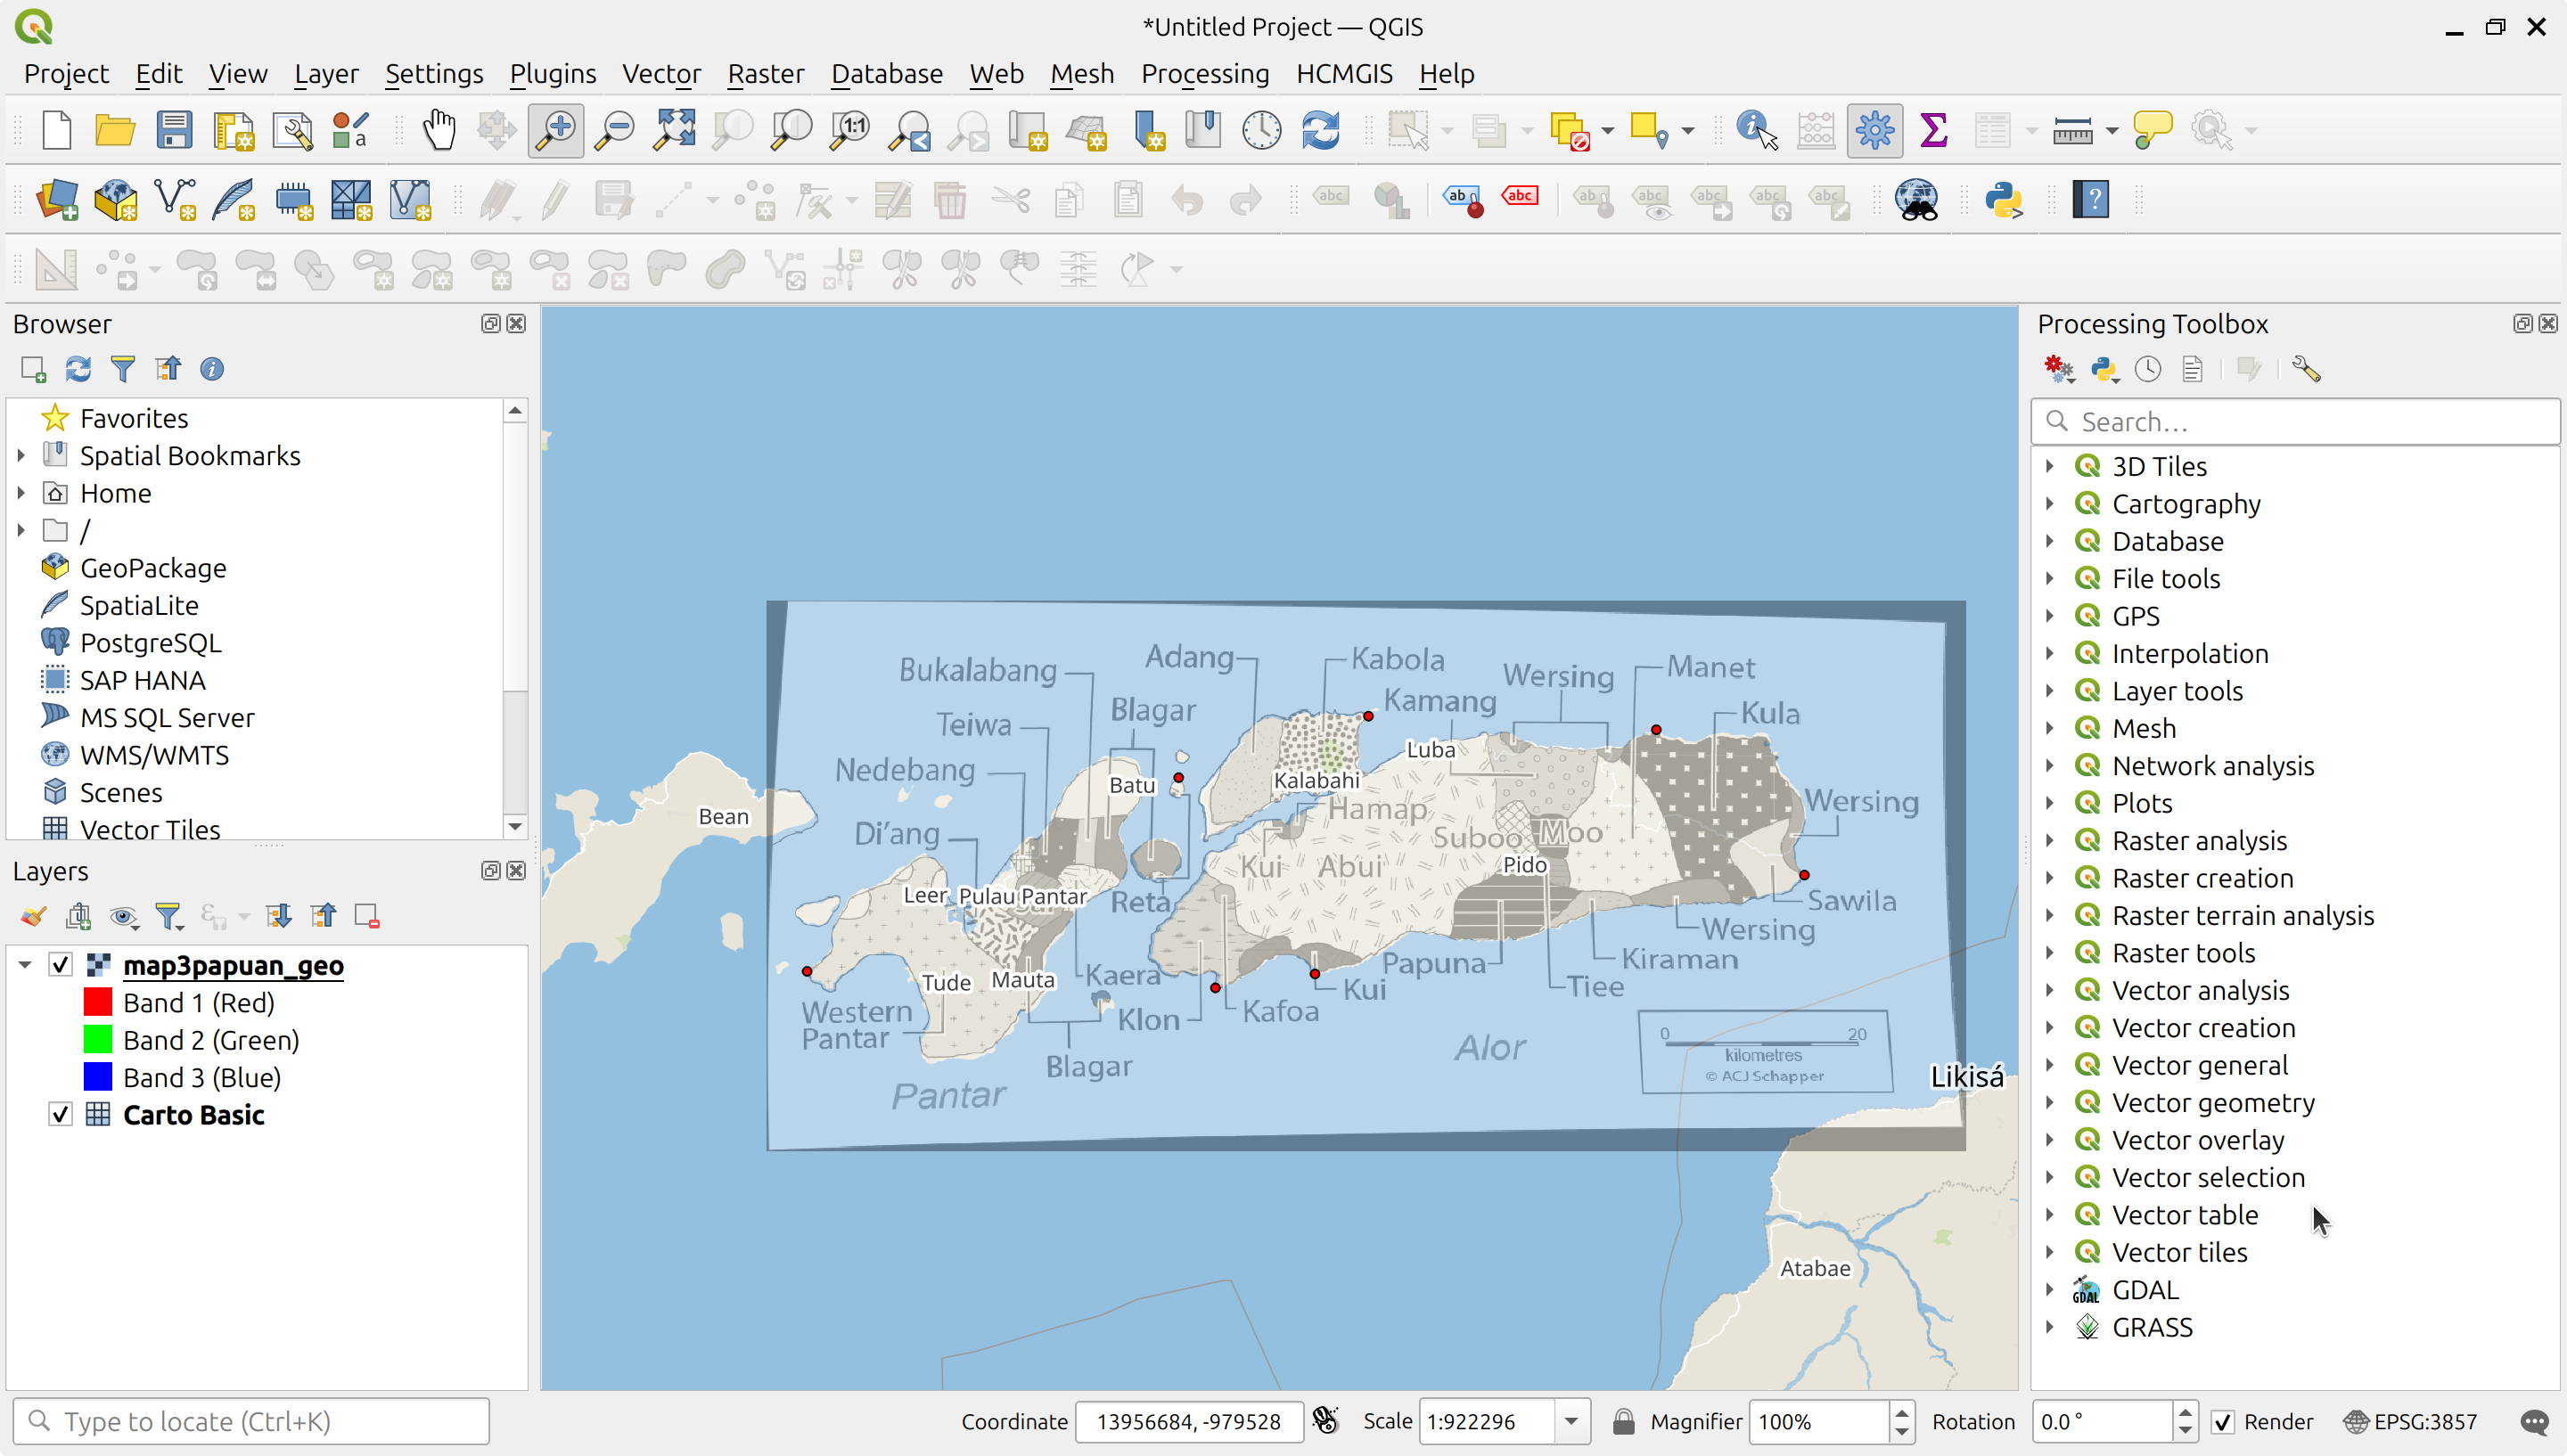 *Untitled Project — QGIS
Project Edit View Layer Settings Plugins Vector Raster Database Web Mesh Processing HCMGIS Help
Browser
Favorites
Spatial Bookmarks
Home
/
GeoPackage
SpatiaLite
PostgreSQL
SAP HANA
MS SQL Server
WMS/WMTS
Scenes
Vector Tiles
Layers
map3papuan_geo
Band 1 (Red)
Band 2 (Green)
Band 3 (Blue)
Carto Basic
Adang
Kabola
Bukalabang
Wersing
Manet
Kamang
Blagar
Teiwa
Kula
Luba
Nedebang
Batu
Kalabahi
Bean
Hamap
Wersing
Di'ang
Suboo
Moo
Kui
Abui
Pido
Leer
Pulau Pantar
Reta
Sawila
Wersing
Papuna
Kiraman
Tude
Mauta
Kaera
Kui
Tiee
Western
Pantar
Klon
Kafoa
Blagar
Alor
Pantar
0 20
kilometres
© ACJ Schapper
Likisá
Atabae
Processing Toolbox
Search…
3D Tiles
Cartography
Database
File tools
GPS
Interpolation
Layer tools
Mesh
Network analysis
Plots
Raster analysis
Raster creation
Raster terrain analysis
Raster tools
Vector analysis
Vector creation
Vector general
Vector geometry
Vector overlay
Vector selection
Vector table
Vector tiles
GDAL
GRASS
Type to locate (Ctrl+K)
Coordinate 13956684, -979528 Scale 1:922296 Magnifier 100% Rotation 0.0 ° Render EPSG:3857